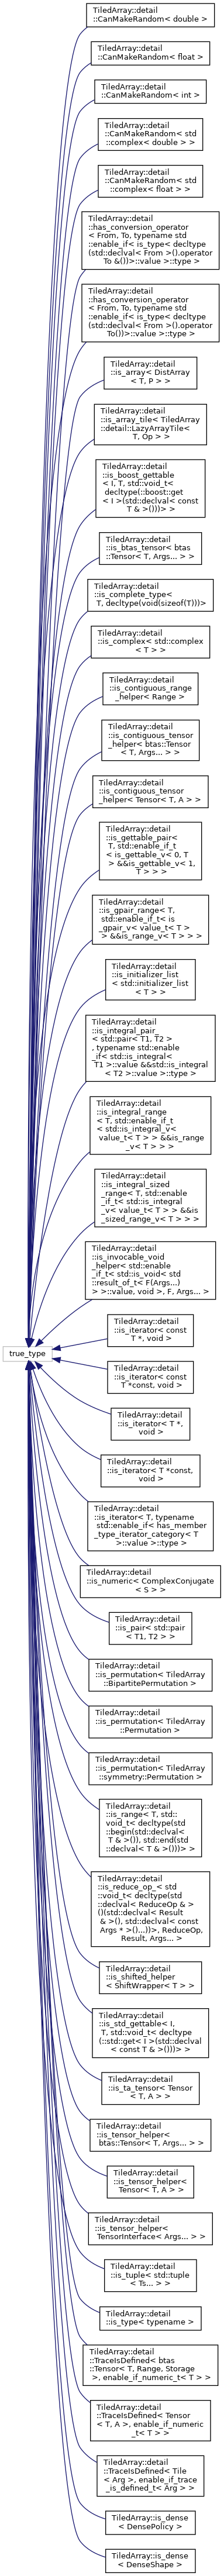 TiledArray::detail
::CanMakeRandom< double >
TiledArray::detail
::CanMakeRandom< float >
TiledArray::detail
::CanMakeRandom< int >
TiledArray::detail
::CanMakeRandom< std
::complex< double > >
TiledArray::detail
::CanMakeRandom< std
::complex< float > >
TiledArray::detail
::has_conversion_operator
< From, To, typename std
::enable_if< is_type< decltype
(std::declval< From >().operator
To &())>::value >::type >
TiledArray::detail
::has_conversion_operator
< From, To, typename std
::enable_if< is_type< decltype
(std::declval< From >().operator
To())>::value >::type >
TiledArray::detail
::is_array< DistArray
< T, P > >
TiledArray::detail
::is_array_tile< TiledArray
::detail::LazyArrayTile<
T, Op > >
TiledArray::detail
::is_boost_gettable
< I, T, std::void_t<
decltype(::boost::get
< I >(std::declval< const
T & >()))> >
TiledArray::detail
::is_btas_tensor< btas
::Tensor< T, Args... > >
TiledArray::detail
::is_complete_type<
T, decltype(void(sizeof(T)))>
TiledArray::detail
::is_complex< std::complex
< T > >
TiledArray::detail
::is_contiguous_range
_helper< Range >
TiledArray::detail
::is_contiguous_tensor
_helper< btas::Tensor
< T, Args... > >
TiledArray::detail
::is_contiguous_tensor
_helper< Tensor< T, A > >
TiledArray::detail
::is_gettable_pair<
T, std::enable_if_t
< is_gettable_v< 0, T
> &&is_gettable_v< 1,
T > > >
TiledArray::detail
::is_gpair_range< T,
std::enable_if_t< is
_gpair_v< value_t< T >
> &&is_range_v< T > > >
TiledArray::detail
::is_initializer_list
< std::initializer_list
< T > >
TiledArray::detail
::is_integral_pair_
< std::pair< T1, T2 >
, typename std::enable
_if< std::is_integral<
T1 >::value &&std::is_integral
< T2 >::value >::type >
TiledArray::detail
::is_integral_range
< T, std::enable_if_t
< std::is_integral_v<
value_t< T > > &&is_range
_v< T > > >
TiledArray::detail
::is_integral_sized
_range< T, std::enable
_if_t< std::is_integral
_v< value_t< T > > &&is
_sized_range_v< T > > >
TiledArray::detail
::is_invocable_void
_helper< std::enable
_if_t< std::is_void< std
::result_of_t< F(Args...)
> >::value, void >, F, Args... >
TiledArray::detail
::is_iterator< const
T *, void >
true_type
TiledArray::detail
::is_iterator< const
T *const, void >
TiledArray::detail
::is_iterator< T *,
void >
TiledArray::detail
::is_iterator< T *const,
void >
TiledArray::detail
::is_iterator< T, typename
std::enable_if< has_member
_type_iterator_category< T
>::value >::type >
TiledArray::detail
::is_numeric< ComplexConjugate
< S > >
TiledArray::detail
::is_pair< std::pair
< T1, T2 > >
TiledArray::detail
::is_permutation< TiledArray
::BipartitePermutation >
TiledArray::detail
::is_permutation< TiledArray
::Permutation >
TiledArray::detail
::is_permutation< TiledArray
::symmetry::Permutation >
TiledArray::detail
::is_range< T, std::
void_t< decltype(std
::begin(std::declval<
T & >()), std::end(std
::declval< T & >()))> >
TiledArray::detail
::is_reduce_op_< std
::void_t< decltype(std
::declval< ReduceOp & >
()(std::declval< Result
& >(), std::declval< const
Args * >()...))>, ReduceOp,
Result, Args... >
TiledArray::detail
::is_shifted_helper
< ShiftWrapper< T > >
TiledArray::detail
::is_std_gettable< I,
T, std::void_t< decltype
(::std::get< I >(std::declval
< const T & >()))> >
TiledArray::detail
::is_ta_tensor< Tensor
< T, A > >
TiledArray::detail
::is_tensor_helper<
btas::Tensor< T, Args... > >
TiledArray::detail
::is_tensor_helper<
Tensor< T, A > >
TiledArray::detail
::is_tensor_helper<
TensorInterface< Args... > >
TiledArray::detail
::is_tuple< std::tuple
< Ts... > >
TiledArray::detail
::is_type< typename >
TiledArray::detail
::TraceIsDefined< btas
::Tensor< T, Range, Storage
>, enable_if_numeric_t< T > >
TiledArray::detail
::TraceIsDefined< Tensor
< T, A >, enable_if_numeric
_t< T > >
TiledArray::detail
::TraceIsDefined< Tile
< Arg >, enable_if_trace
_is_defined_t< Arg > >
TiledArray::is_dense
< DensePolicy >
TiledArray::is_dense
< DenseShape >